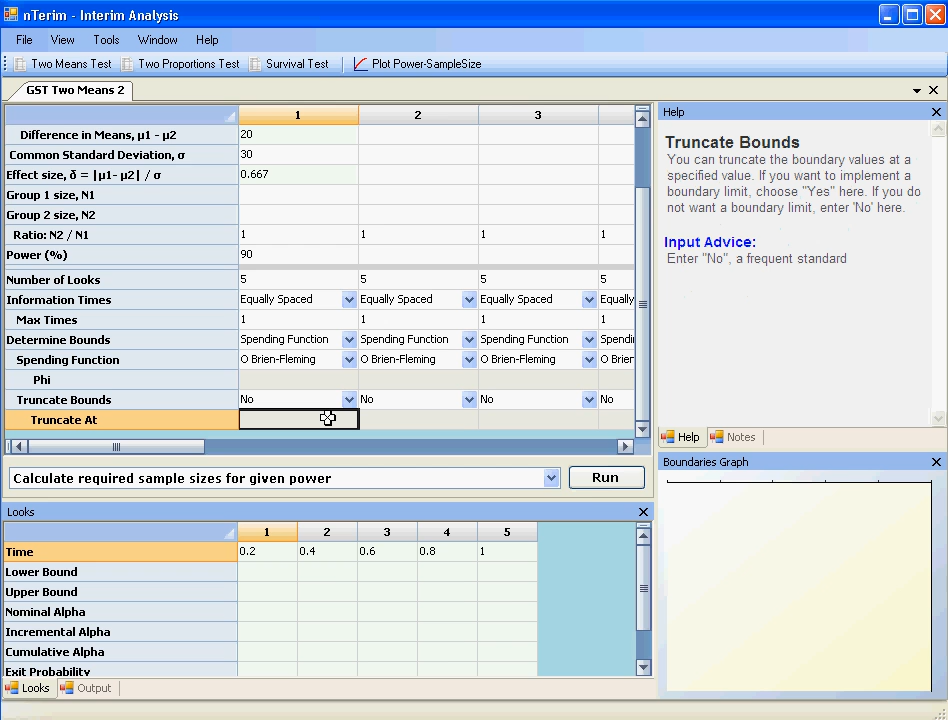 nTerim - Interim Analysis
File View Tools Window Help
Two Means Test Two Proportions Test Survival Test Plot Power-SampleSize
GST Two Means 2
1 2 3
Difference in Means, μ1 - μ2 20
Common Standard Deviation, σ 30
Effect size, δ = |μ1- μ2| / σ 0.667
Group 1 size, N1
Group 2 size, N2
Ratio: N2 / N1 1 1 1 1
Power (%) 90
Number of Looks 5 5 5 5
Information Times Equally Spaced Equally Spaced Equally Spaced Equally
Max Times 1 1 1 1
Determine Bounds Spending Function Spending Function Spending Function Spendi
Spending Function O Brien-Fleming O Brien-Fleming O Brien-Fleming O Brier
Phi
Truncate Bounds No No No No
Truncate At
Calculate required sample sizes for given power Run
Looks
1 2 3 4 5
Time 0.2 0.4 0.6 0.8 1
Lower Bound
Upper Bound
Nominal Alpha
Incremental Alpha
Cumulative Alpha
Exit Probability
Looks Output
Help
Truncate Bounds
You can truncate the boundary values at a
specified value. If you want to implement a
boundary limit, choose "Yes" here. If you do
not want a boundary limit, enter 'No' here.
Input Advice:
Enter "No", a frequent standard
Help Notes
Boundaries Graph